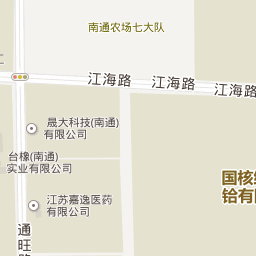 南通农场七大队
工
江海路
江海路
江海路
晟大科技(南通)
有限公司
台橡(南通)
实业有限公司
国核
铪有
江苏嘉逸医药
有限公司
通旺